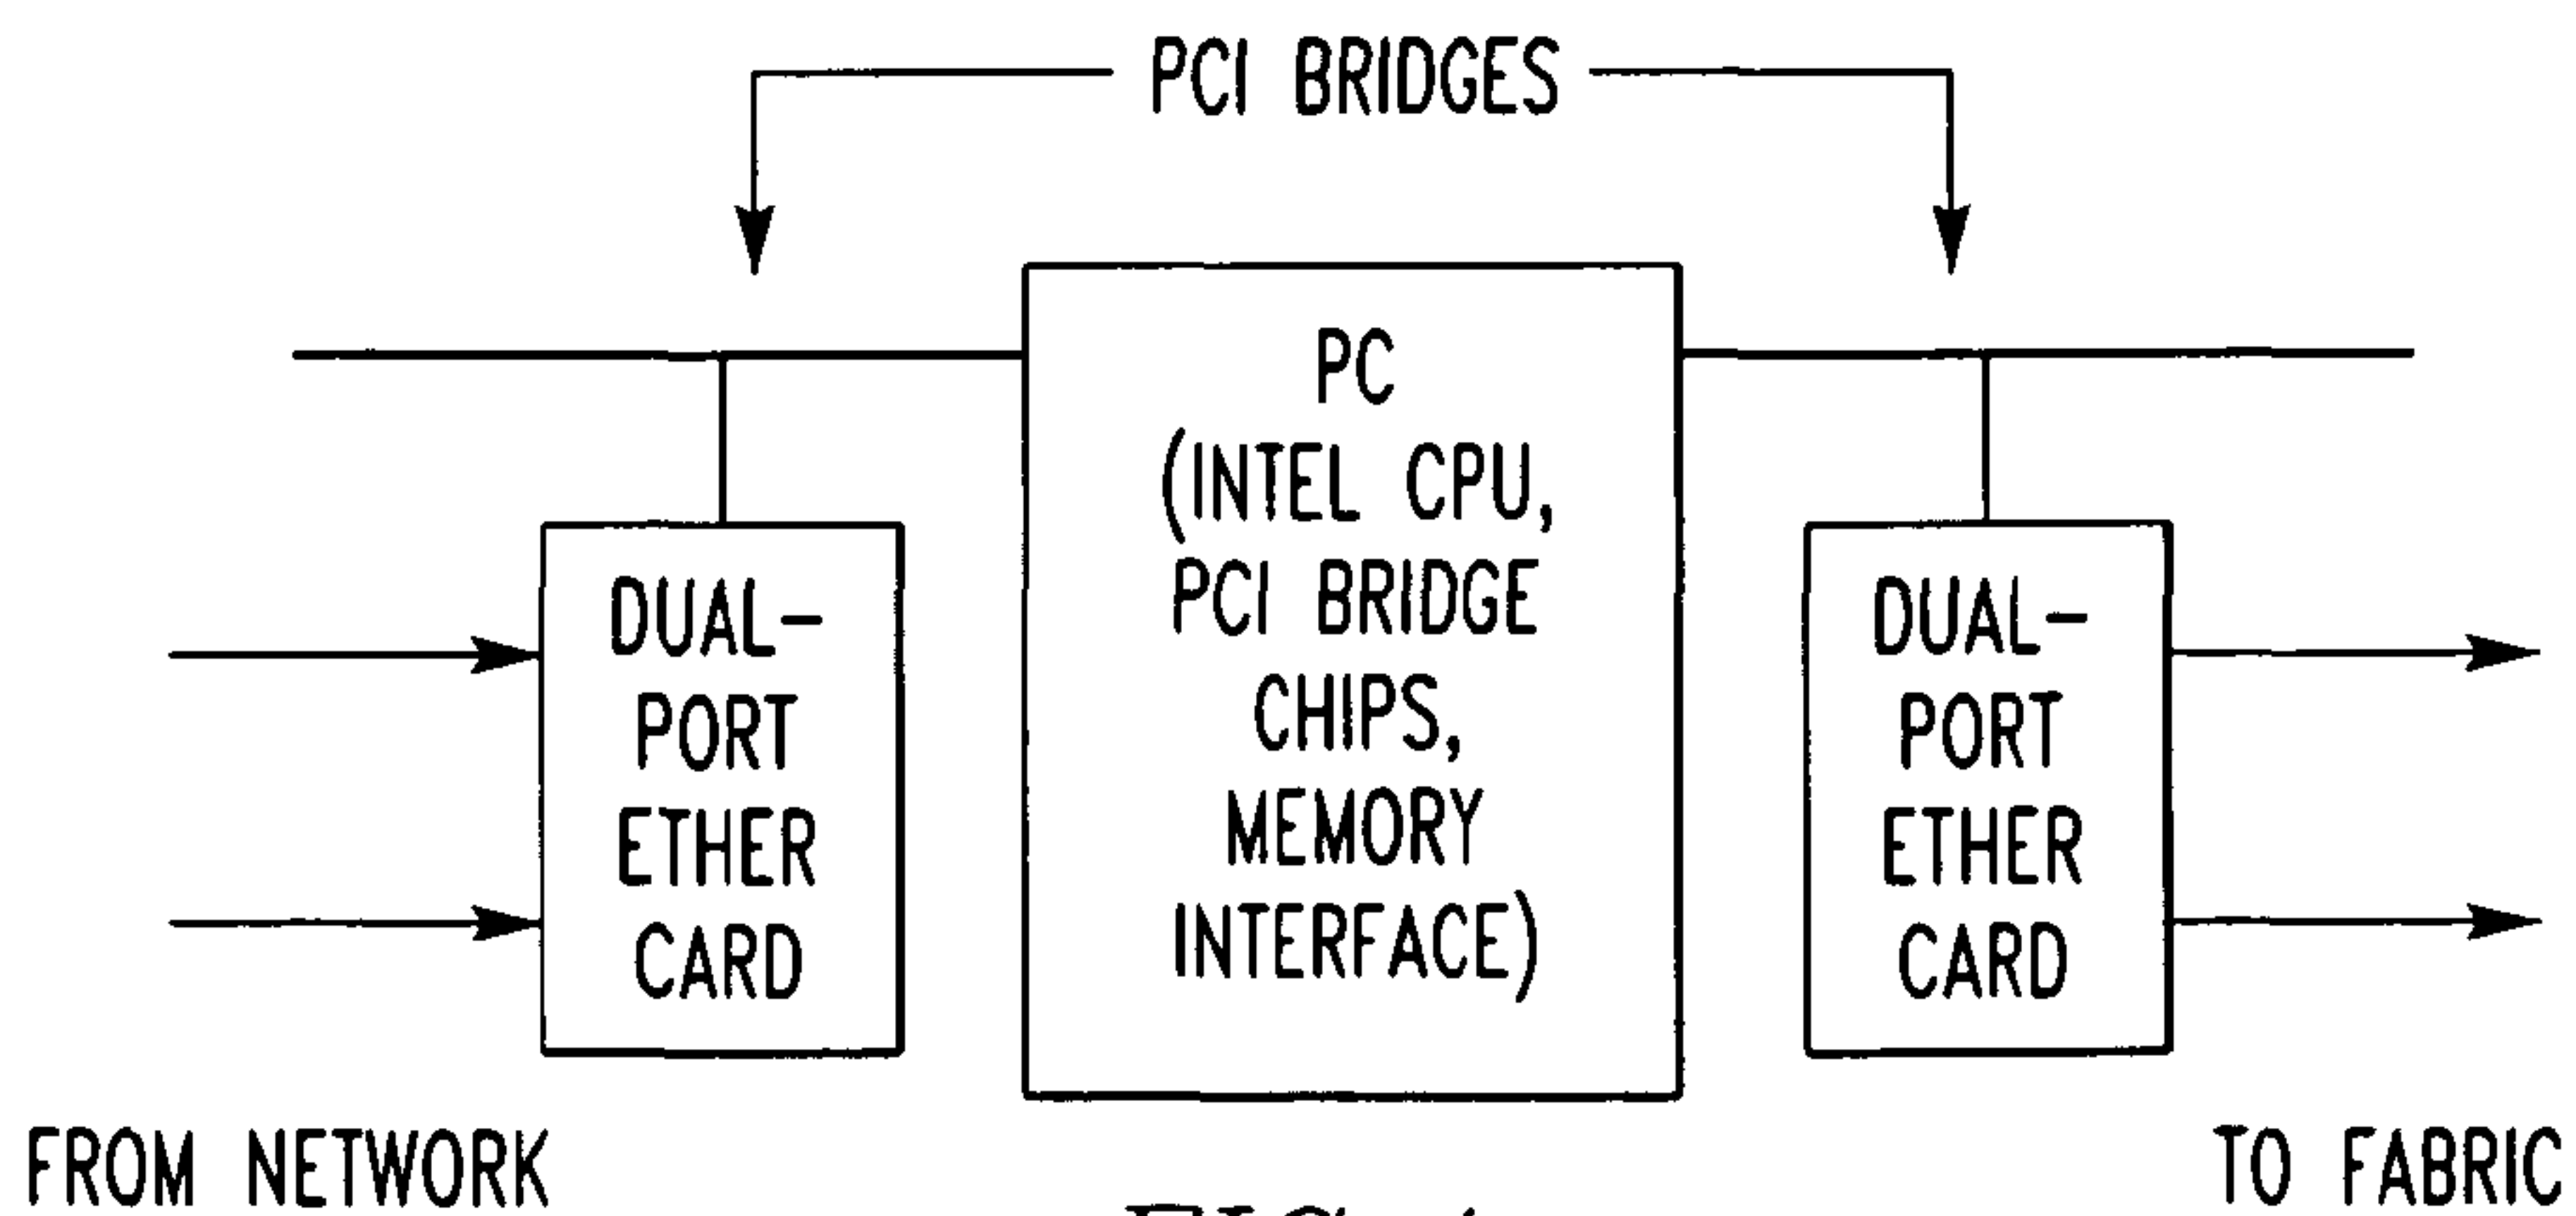 PCI BRIDGES
PC
(INTEL CPU,
PCI BRIDGE
CHIPS,
MEMORY
INTERFACE)
DUAL-
PORT
ETHER
CARD
DUAL-
PORT
ETHER
CARD
FROM NETWORK
TO FABRIC